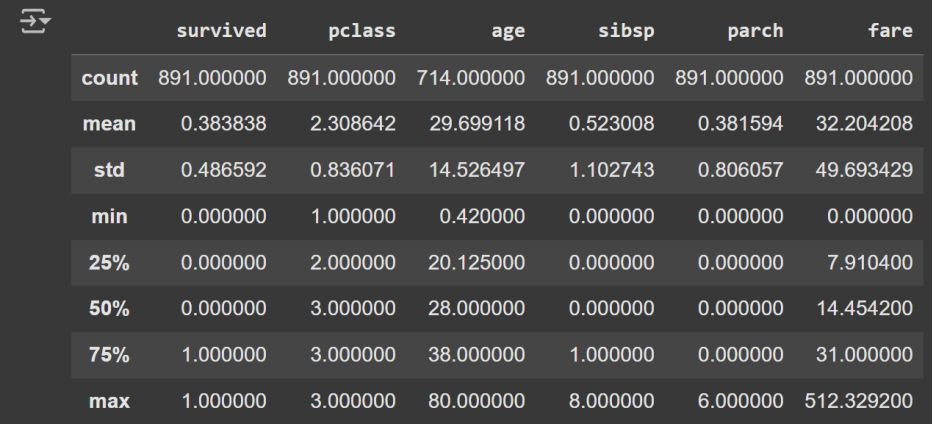 survived pclass age sibsp parch fare
count 891.000000 891.000000 714.000000 891.000000 891.000000 891.000000
mean 0.383838 2.308642 29.699118 0.523008 0.381594 32.204208
std 0.486592 0.836071 14.526497 1.102743 0.806057 49.693429
min 0.000000 1.000000 0.420000 0.000000 0.000000 0.000000
25% 0.000000 2.000000 20.125000 0.000000 0.000000 7.910400
50% 0.000000 3.000000 28.000000 0.000000 0.000000 14.454200
75% 1.000000 3.000000 38.000000 1.000000 0.000000 31.000000
max 1.000000 3.000000 80.000000 8.000000 6.000000 512.329200